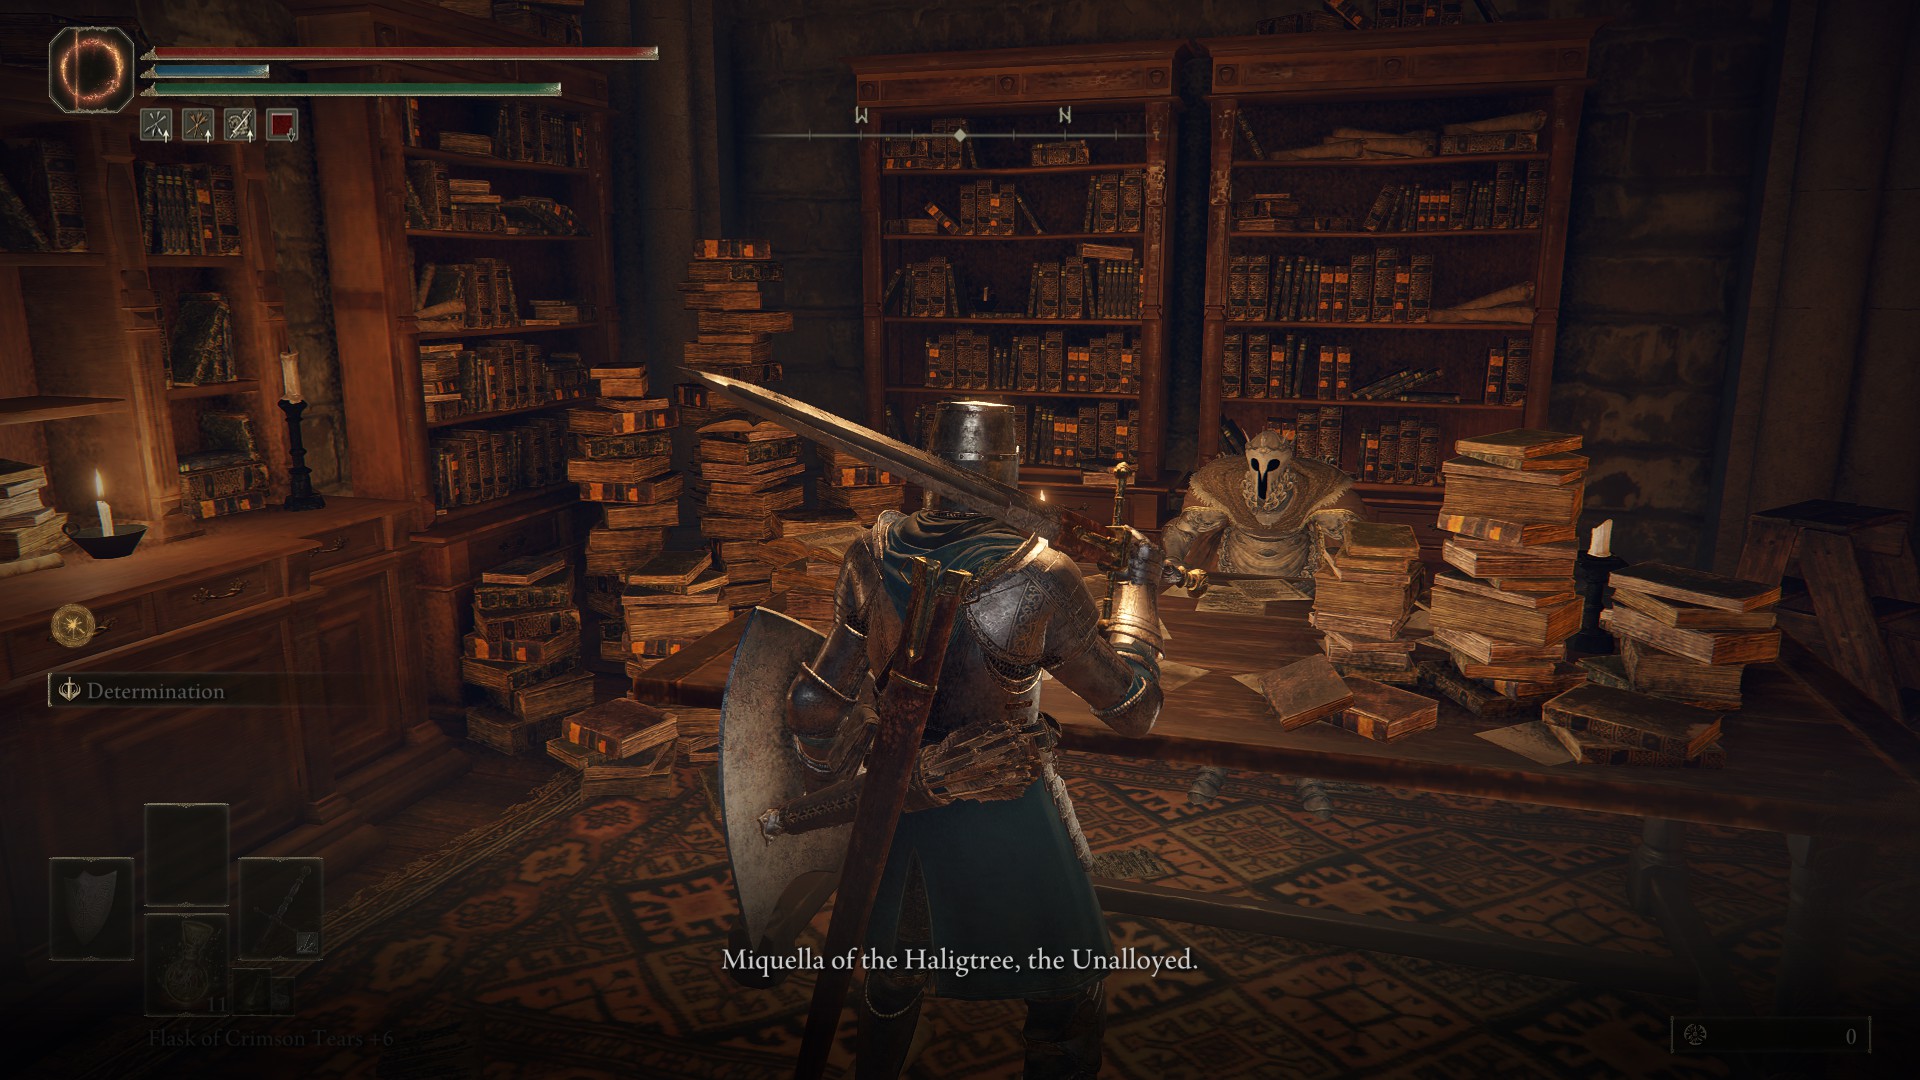 W N
Determination
Miquella of the Haligtree, the Unalloyed.
11
Flask of Crimson Tears +6
0